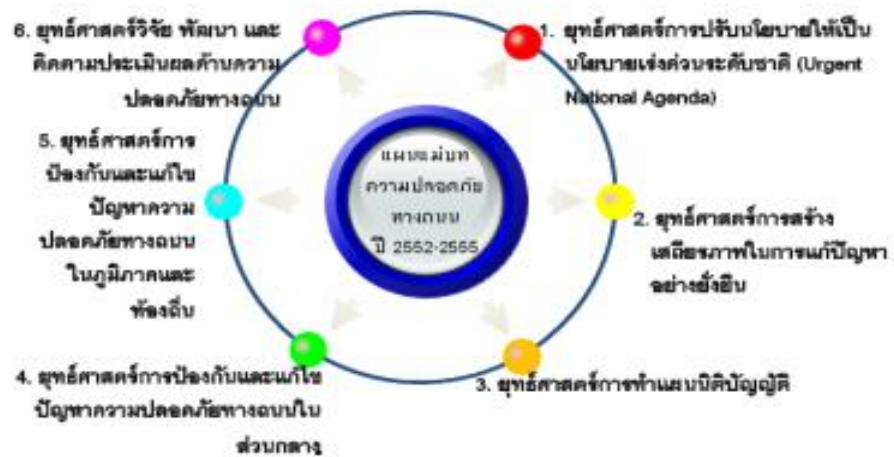 แผนแม่บท
ความปลอดภัย
ทางถนน
ปี 2552-2555
1. ยุทธ์ศาสตร์การปรับนโยบายให้เป็น
นโยบายเร่งด่วนระดับชาติ (Urgent
National Agenda)
2. ยุทธ์ศาสตร์การสร้าง
เสถียรภาพในการแก้ปัญหา
อย่างยั่งยืน
3. ยุทธ์ศาสตร์การทำแผนนิติบัญญัติ
4. ยุทธ์ศาสตร์การป้องกันและแก้ไข
ปัญหาความปลอดภัยทางถนนใน
ส่วนกลาง
5. ยุทธ์ศาสตร์การ
ป้องกันและแก้ไข
ปัญหาความ
ปลอดภัยทางถนน
ในภูมิภาคและ
ท้องถิ่น
6. ยุทธ์ศาสตร์วิจัย พัฒนา และ
ติดตามประเมินผลด้านความ
ปลอดภัยทางถนน